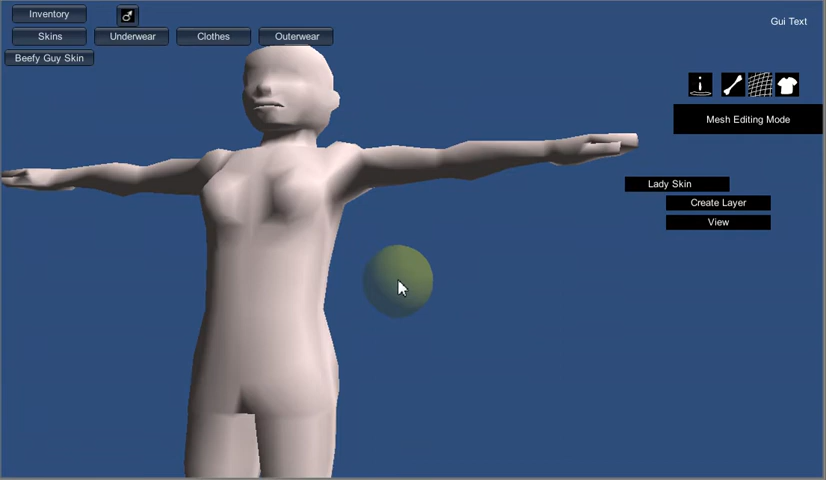 Inventory
Gui Text
Skins
Underwear
Clothes
Outerwear
Beefy Guy Skin
i
Mesh Editing Mode
Lady Skin
Create Layer
View